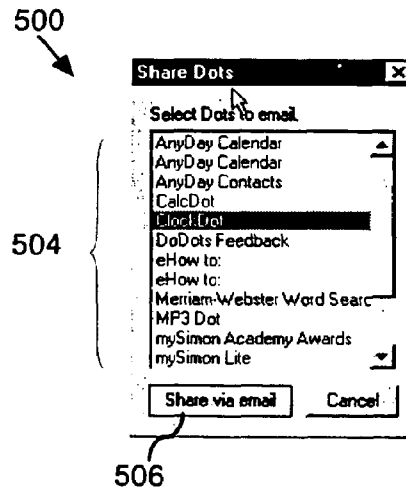 500
Share Dots
Select Dots to email.
AnyDay Calendar
AnyDay Calendar
AnyDay Contacts
CalcDot
ClockDot
504
DoDots Feedback
eHow to:
eHow to:
Merriam-Webster Word Searc
MP3 Dot
mySimon Academy Awards
mySimon Lite
Share via email Cancel
506